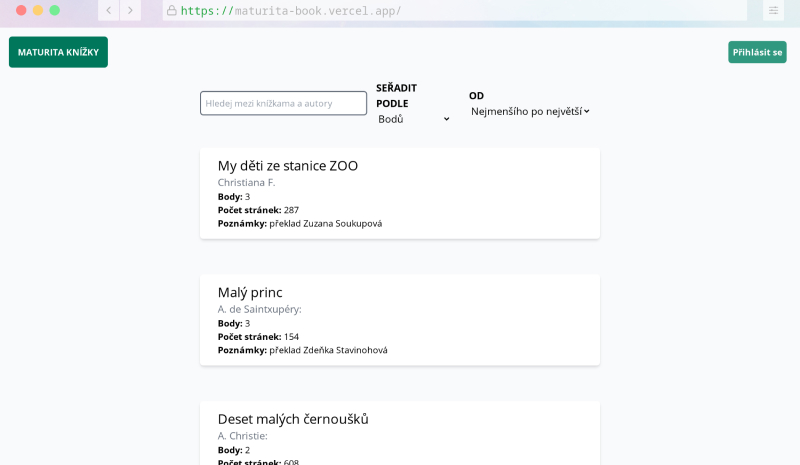 https://maturita-book.vercel.app/
MATURITA KNÍŽKY
Přihlásit se
Hledej mezi knížkama a autory
SEŘADIT
PODLE
Bodů
OD
Nejmenšího po největší
My děti ze stanice ZOO
Christiana F.
Body: 3
Počet stránek: 287
Poznámky: překlad Zuzana Soukupová
Malý princ
A. de Saintxupéry:
Body: 3
Počet stránek: 154
Poznámky: překlad Zdeňka Stavinohová
Deset malých černoušků
A. Christie:
Body: 2
Počet stránek: 608